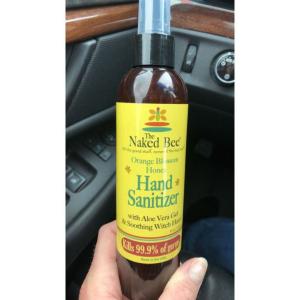 The
Naked Bee
Orange Blossom
Honey
Hand
Sanitizer
with Aloe Vera Gel
& Soothing Witch Hazel
Kills 99.9% of germs